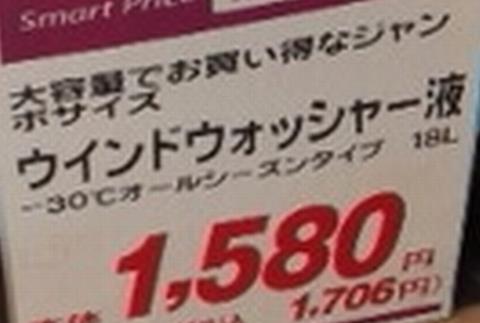 Smart Price
大容量でお買い得なジャン
ボサイズ
ウインドウォッシャー液
-30℃オールシーズンタイプ 18L
1,580円
1,706円)